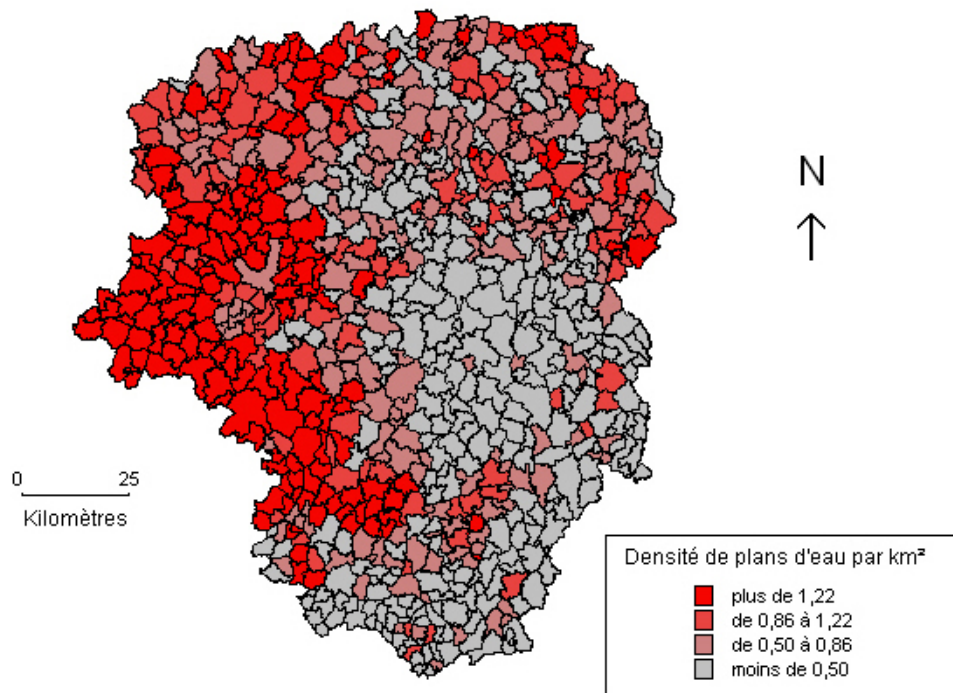 N
0 25
Kilomètres
Densité de plans d'eau par km²
plus de 1,22
de 0,86 à 1,22
de 0,50 à 0,86
moins de 0,50